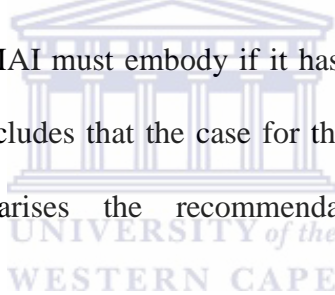 IAI must embody if it has
cludes that the case for th
arises the recommenda
UNIVERSITY of the
WESTERN CAPE